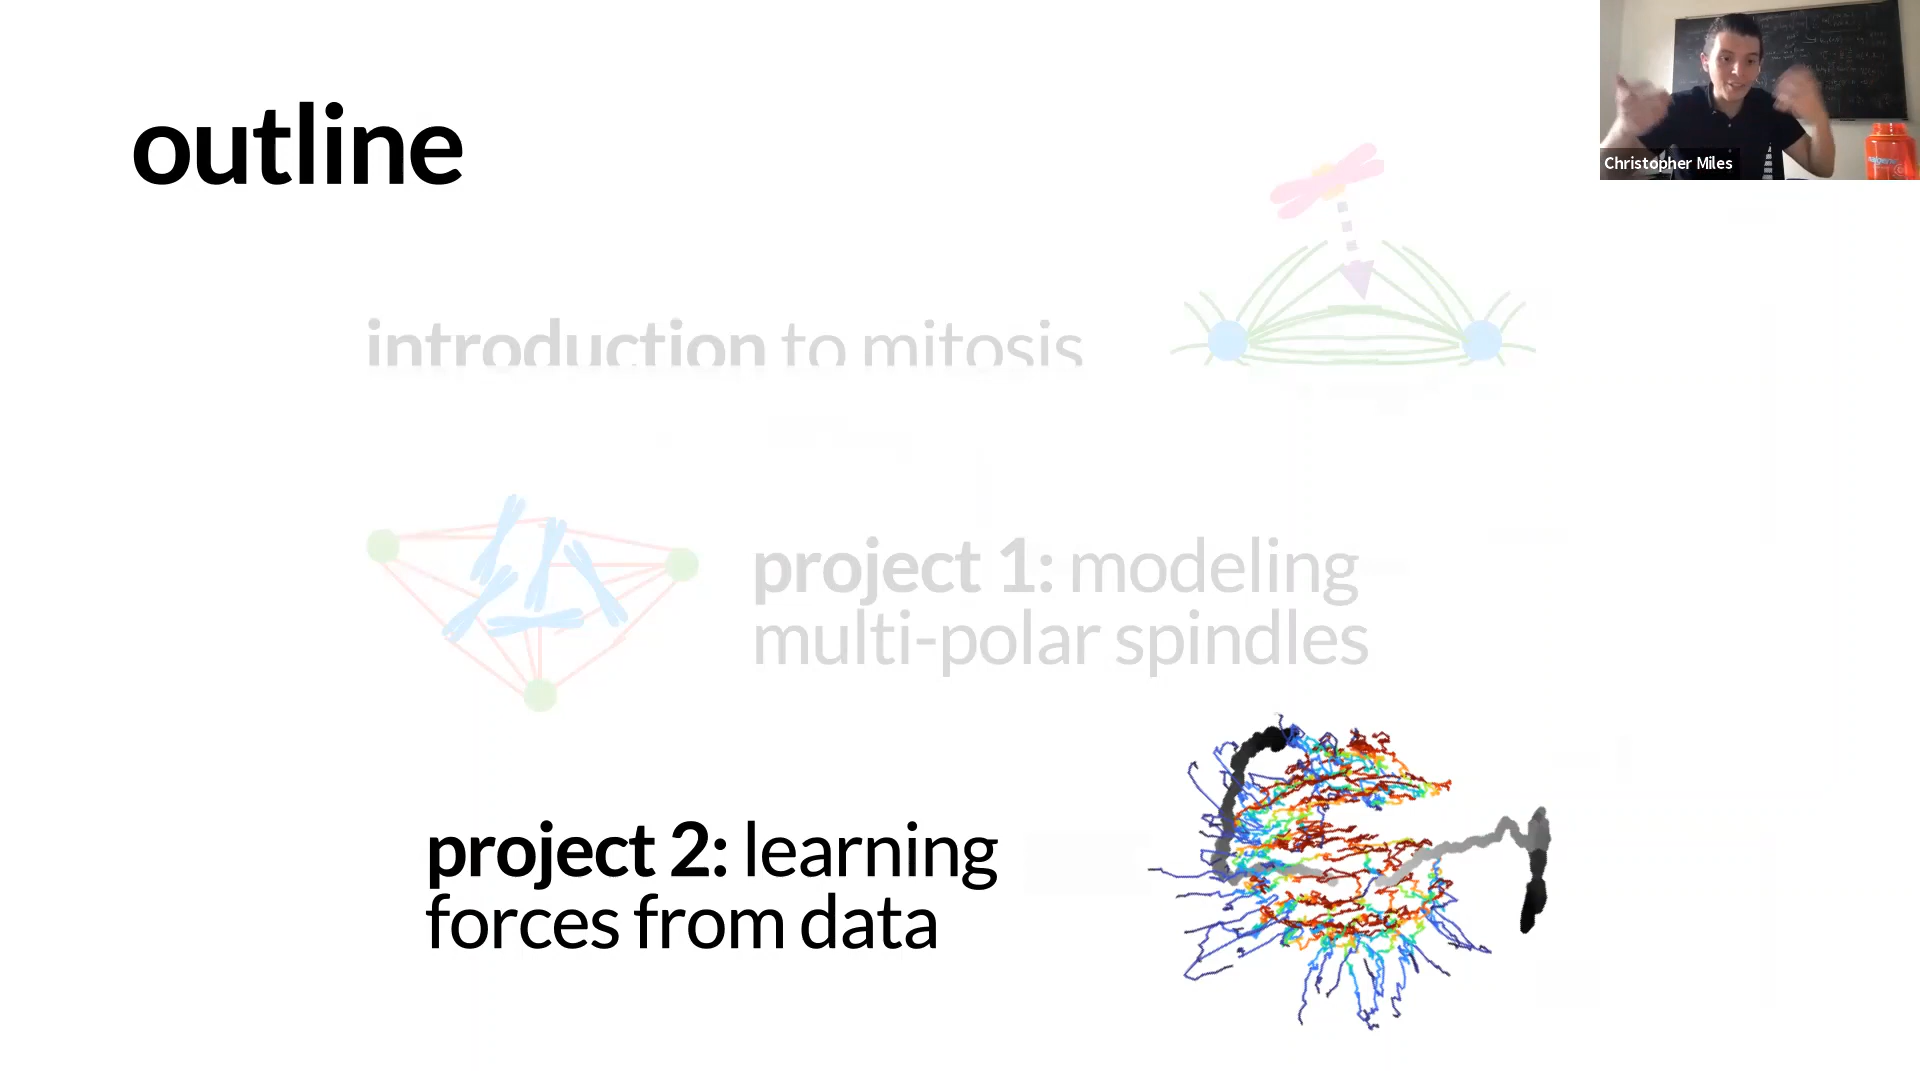 outline
Christopher Miles
introduction to mitosis
project 1: modeling
multi-polar spindles
project 2: learning
forces from data